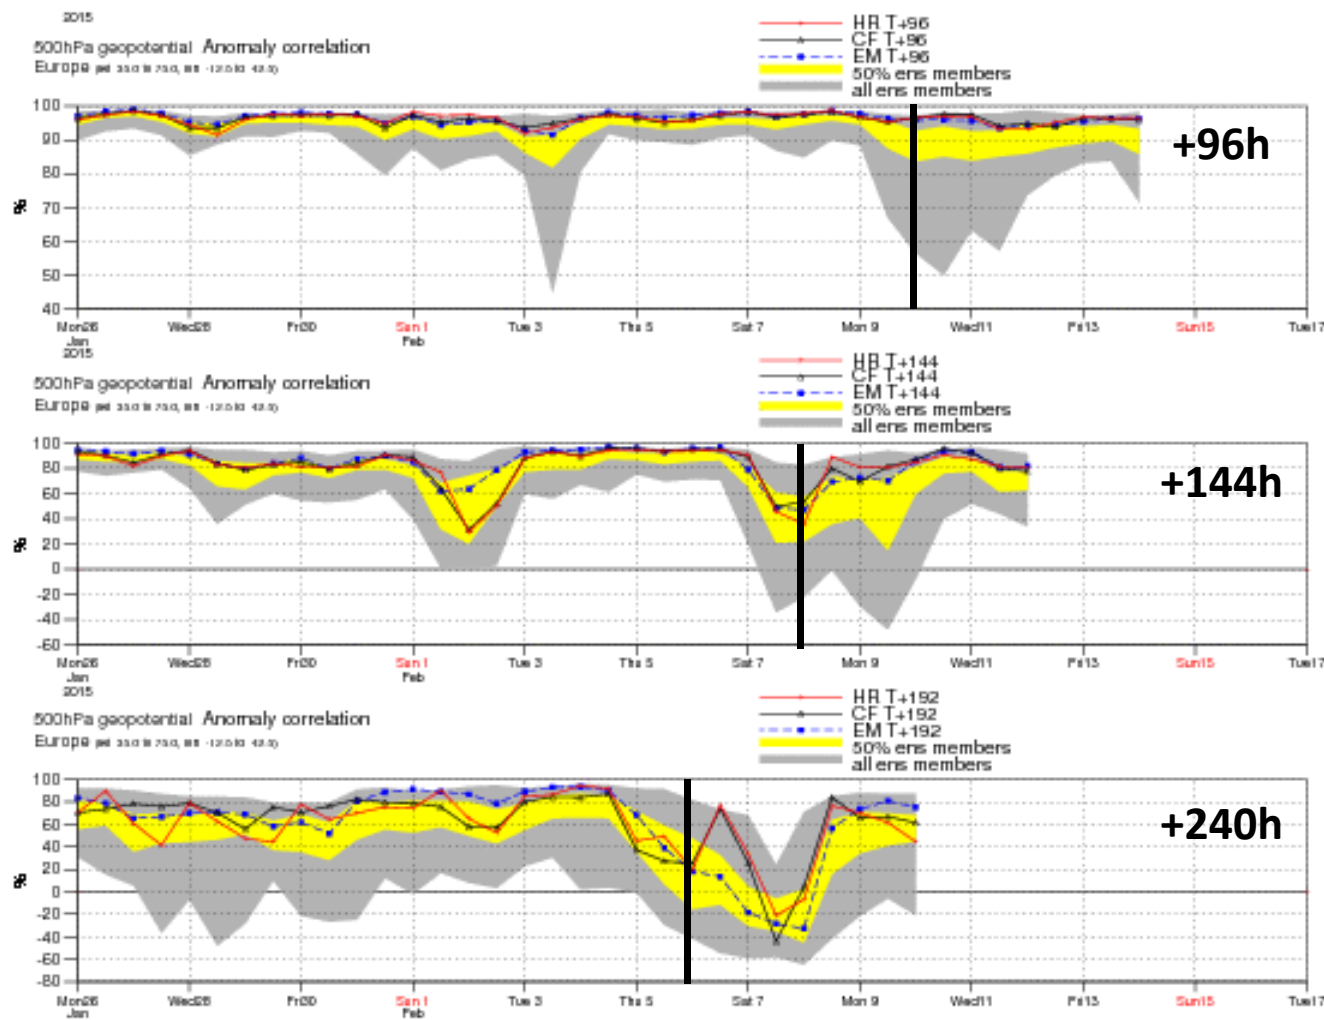 2015
500hPa geopotential Anomaly correlation
HR T+96
CF T+96
EM T+96
50% ens members
all ens members
Europe
100
90
80
70
60
50
40
%
+96h
Mon26 Wed28 Fri30 Sun 1 Tue 3 Thu 5 Sat 7 Mon 9 Wed11 Fri13 Sun15 Tue17
Jan Feb
2015
500hPa geopotential Anomaly correlation
HR T+144
CF T+144
EM T+144
50% ens members
all ens members
Europe
100
80
60
40
20
0
-20
-40
-60
%
+144h
Mon26 Wed28 Fri30 Sun 1 Tue 3 Thu 5 Sat 7 Mon 9 Wed11 Fri13 Sun15 Tue17
Jan Feb
2015
500hPa geopotential Anomaly correlation
HR T+192
CF T+192
EM T+192
50% ens members
all ens members
Europe
100
80
60
40
20
0
-20
-40
-60
-80
%
+240h
Mon26 Wed28 Fri30 Sun 1 Tue 3 Thu 5 Sat 7 Mon 9 Wed11 Fri13 Sun15 Tue17
Jan Feb